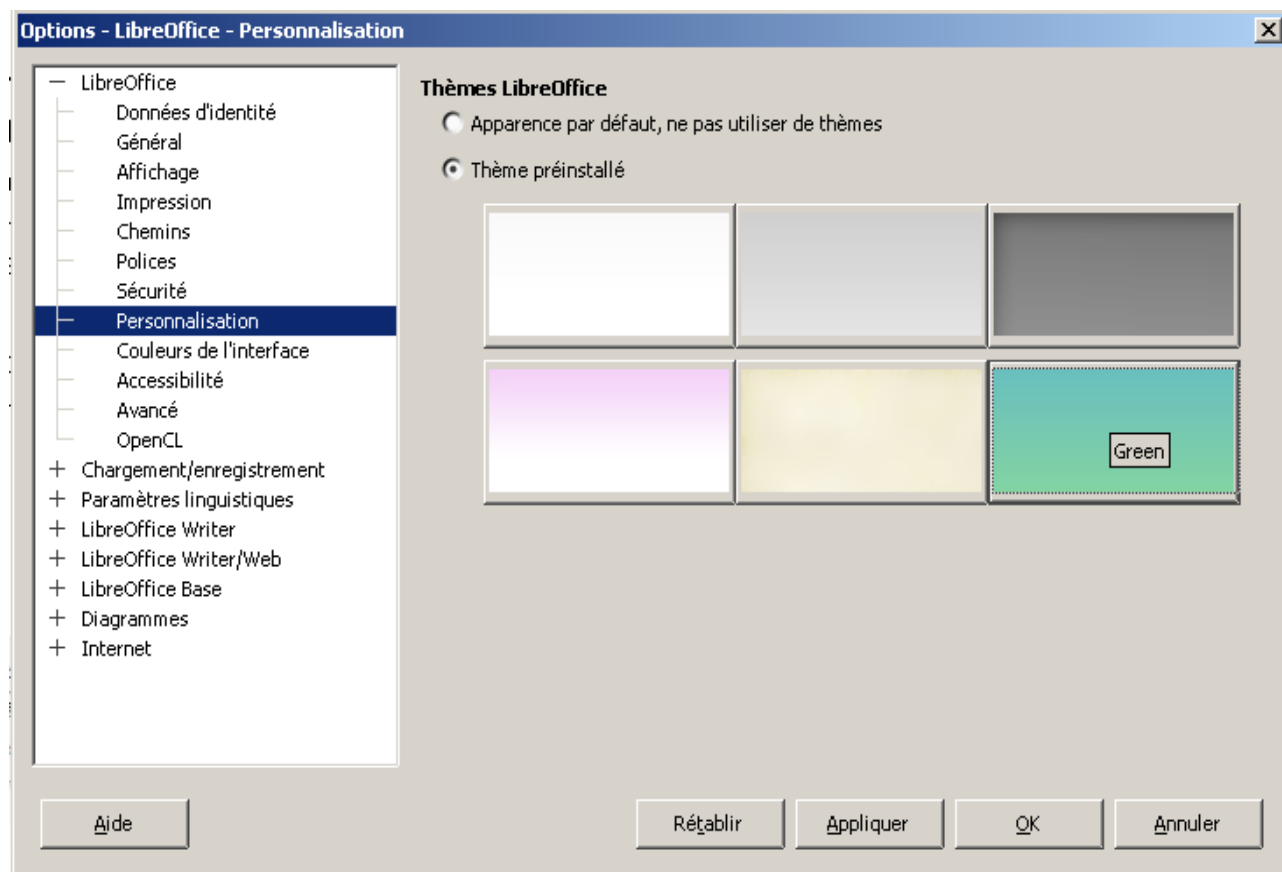 Options - LibreOffice - Personnalisation
LibreOffice
Données d'identité
Général
Affichage
Impression
Chemins
Polices
Sécurité
Personnalisation
Couleurs de l'interface
Accessibilité
Avancé
OpenCL
Chargement/enregistrement
Paramètres linguistiques
LibreOffice Writer
LibreOffice Writer/Web
LibreOffice Base
Diagrammes
Internet
Thèmes LibreOffice
Apparence par défaut, ne pas utiliser de thèmes
Thème préinstallé
Green
Aide
Rétablir
Appliquer
OK
Annuler